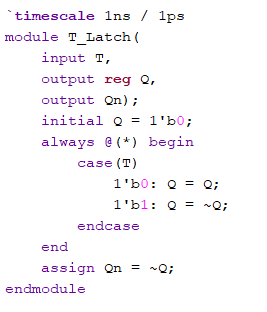 `timescale 1ns / 1ps
module T_Latch(
    input T,
    output reg Q,
    output Qn);
    initial Q = 1'b0;
    always @(*) begin
        case(T)
            1'b0: Q = Q;
            1'b1: Q = ~Q;
        endcase
    end
    assign Qn = ~Q;
endmodule